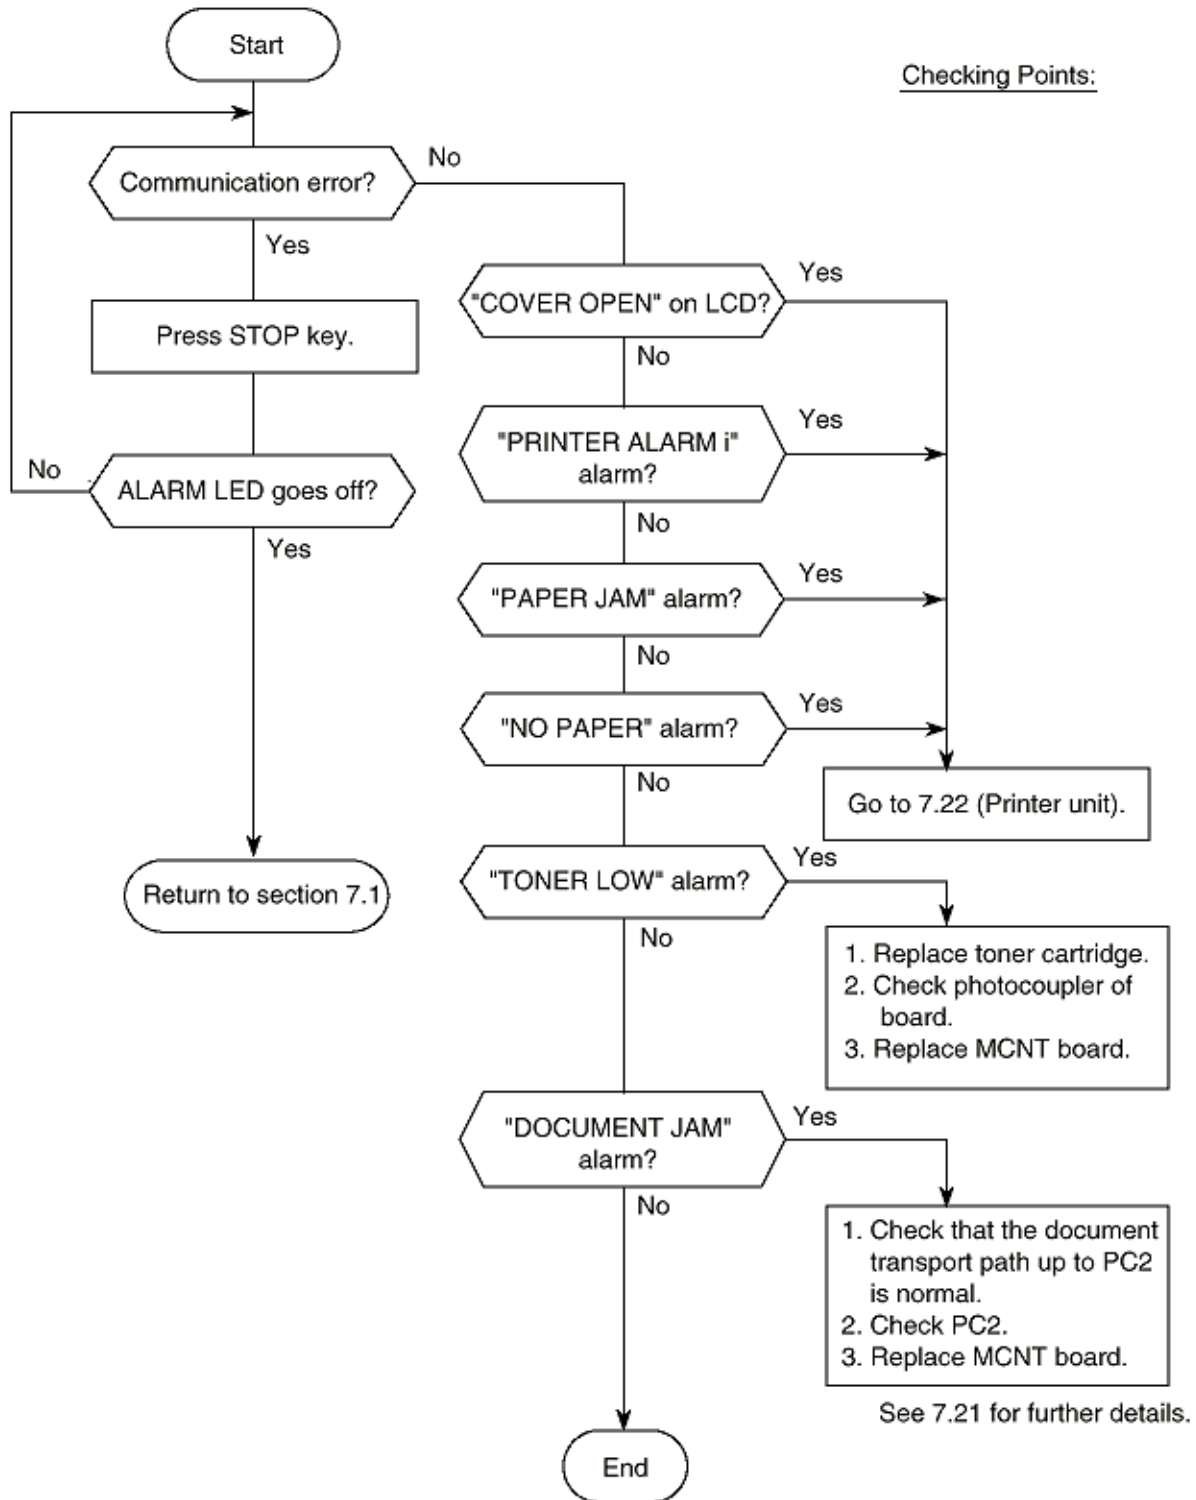 Start
Checking Points:
Communication error?
No
Yes
Press STOP key.
No
ALARM LED goes off?
Yes
Return to section 7.1
"COVER OPEN" on LCD?
Yes
No
"PRINTER ALARM i"
alarm?
Yes
No
"PAPER JAM" alarm?
Yes
No
"NO PAPER" alarm?
Yes
No
Go to 7.22 (Printer unit).
"TONER LOW" alarm?
Yes
No
1. Replace toner cartridge.
2. Check photocoupler of
board.
3. Replace MCNT board.
"DOCUMENT JAM"
alarm?
Yes
No
1. Check that the document
transport path up to PC2
is normal.
2. Check PC2.
3. Replace MCNT board.
See 7.21 for further details.
End